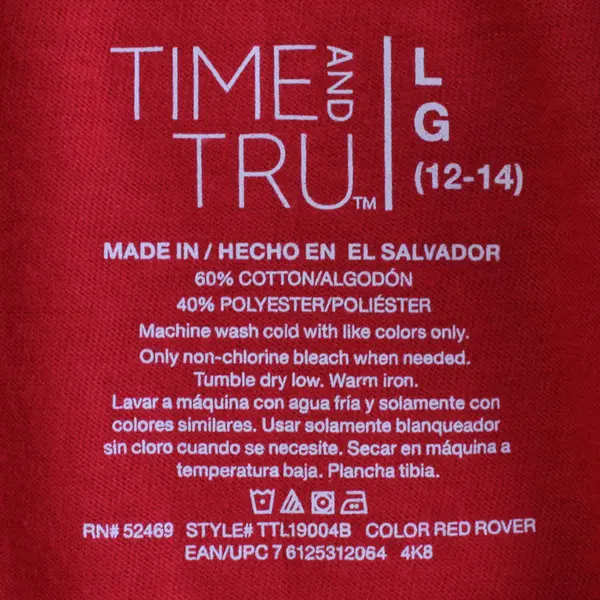 TIME AND
TRU™
L
G
(12-14)
MADE IN / HECHO EN EL SALVADOR
60% COTTON/ALGODÓN
40% POLYESTER/POLIÉSTER
Machine wash cold with like colors only.
Only non-chlorine bleach when needed.
Tumble dry low. Warm iron.
Lavar a máquina con agua fría y solamente con
colores similares. Usar solamente blanqueador
sin cloro cuando se necesite. Secar en máquina a
temperatura baja. Plancha tibia.
RN# 52469 STYLE# TTL19004B COLOR RED ROVER
EAN/UPC 7 6125312064 4K8